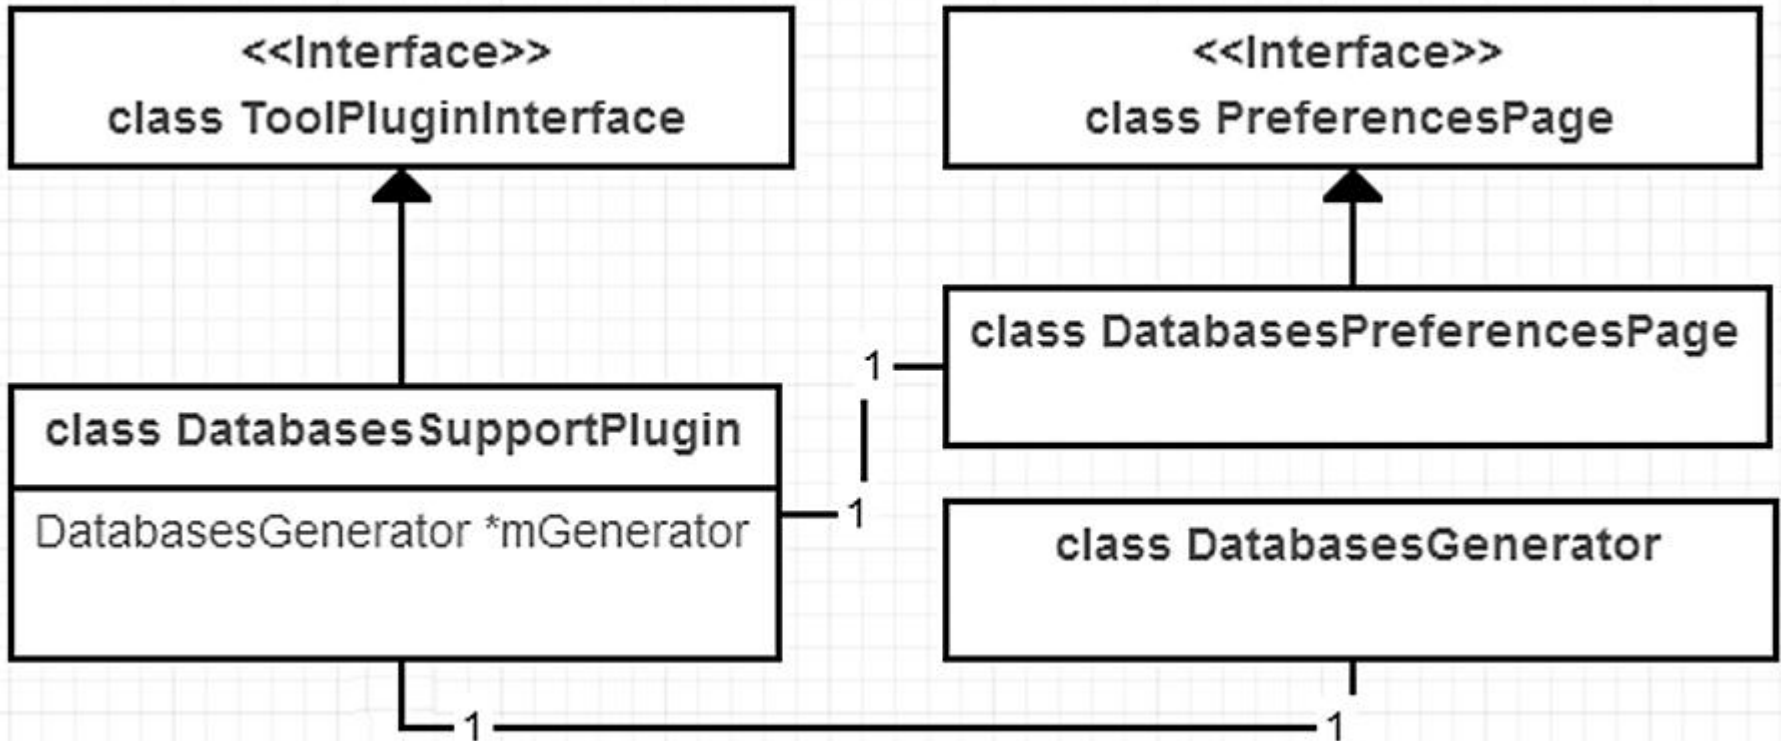 <<Interface>>
class ToolPluginInterface
<<Interface>>
class PreferencesPage
class DatabasesPreferencesPage
1
class DatabasesSupportPlugin
DatabasesGenerator *mGenerator
1
class DatabasesGenerator
1
1